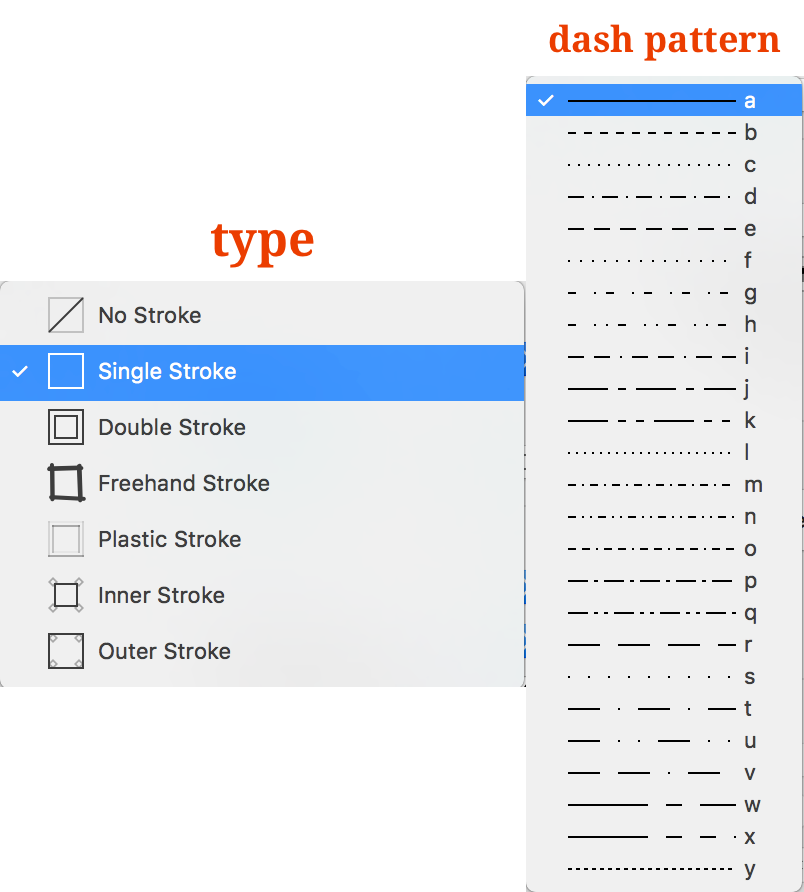 dash pattern
a
b
c
d
e
f
g
h
i
j
k
l
m
n
o
p
q
r
s
t
u
v
w
x
y
type
No Stroke
Single Stroke
Double Stroke
Freehand Stroke
Plastic Stroke
Inner Stroke
Outer Stroke